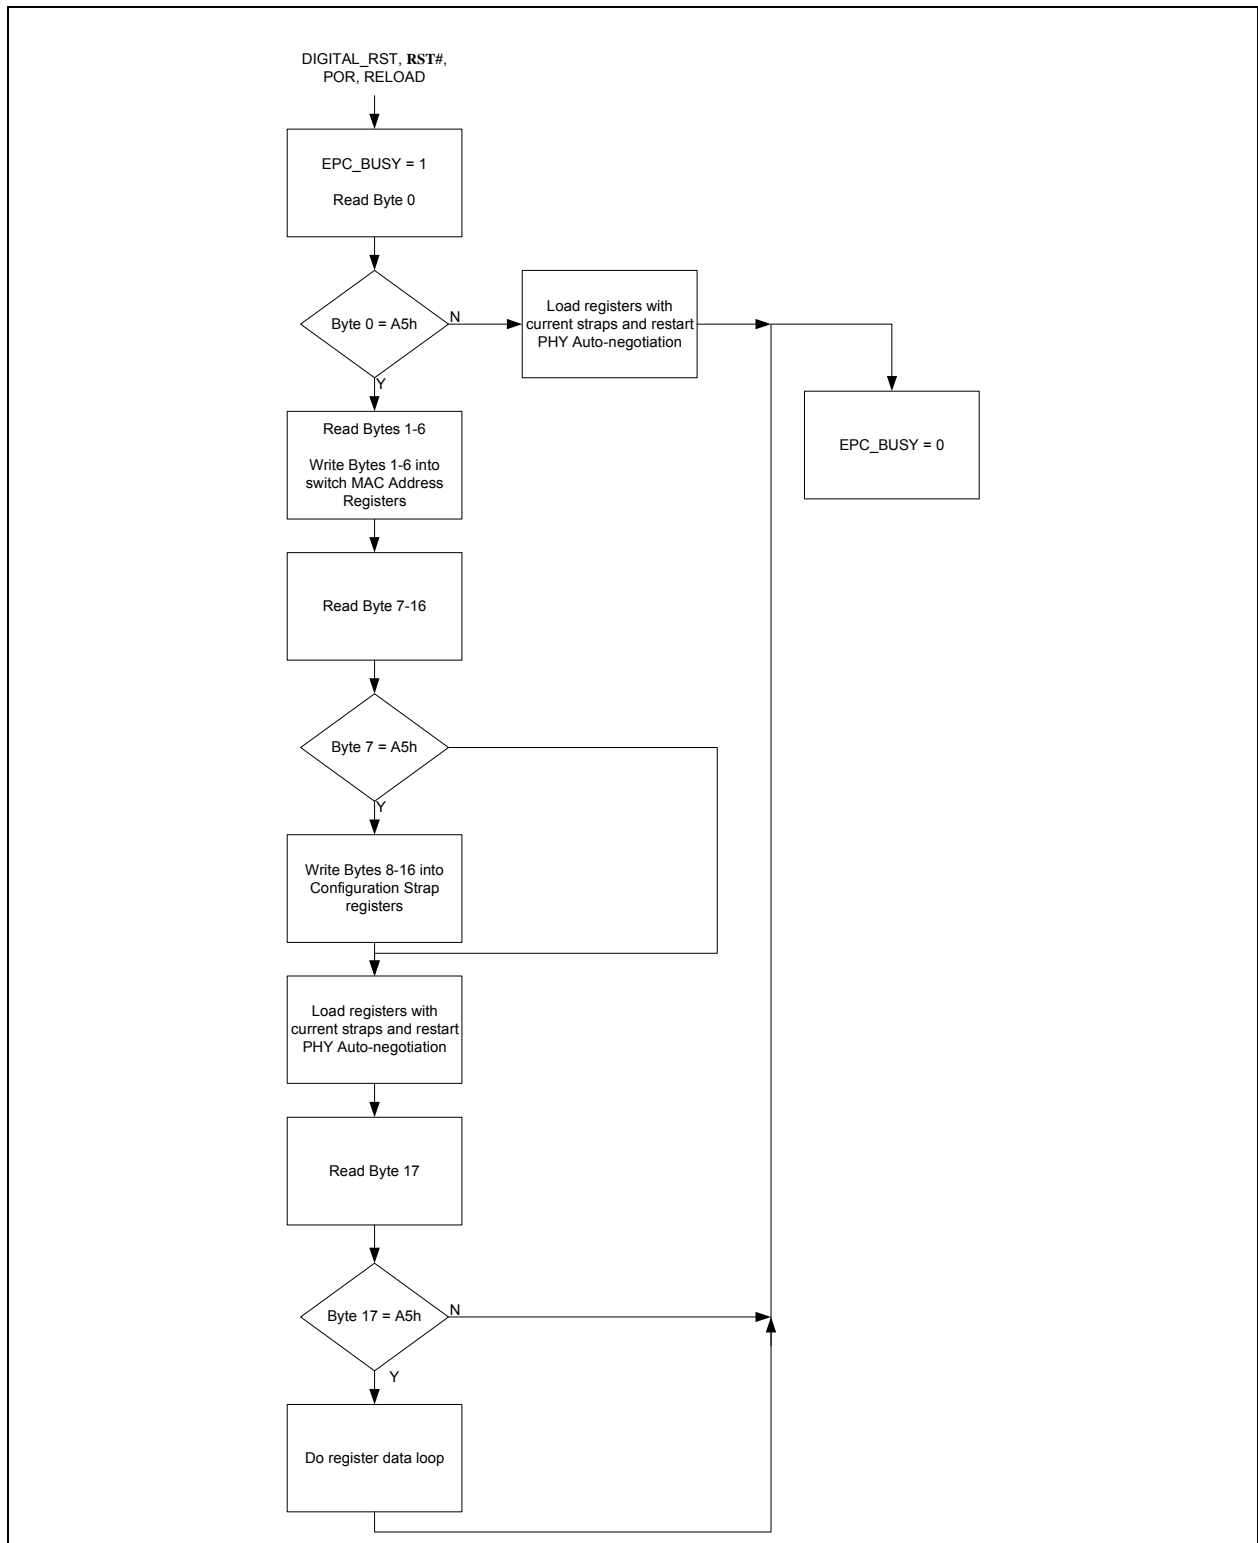 DIGITAL_RST, RST#,
POR, RELOAD
EPC_BUSY = 1
Read Byte 0
Byte 0 = A5h
N
Load registers with
current straps and restart
PHY Auto-negotiation
Y
EPC_BUSY = 0
Read Bytes 1-6
Write Bytes 1-6 into
switch MAC Address
Registers
Read Byte 7-16
Byte 7 = A5h
Y
Write Bytes 8-16 into
Configuration Strap
registers
Load registers with
current straps and restart
PHY Auto-negotiation
Read Byte 17
Byte 17 = A5h
N
Y
Do register data loop